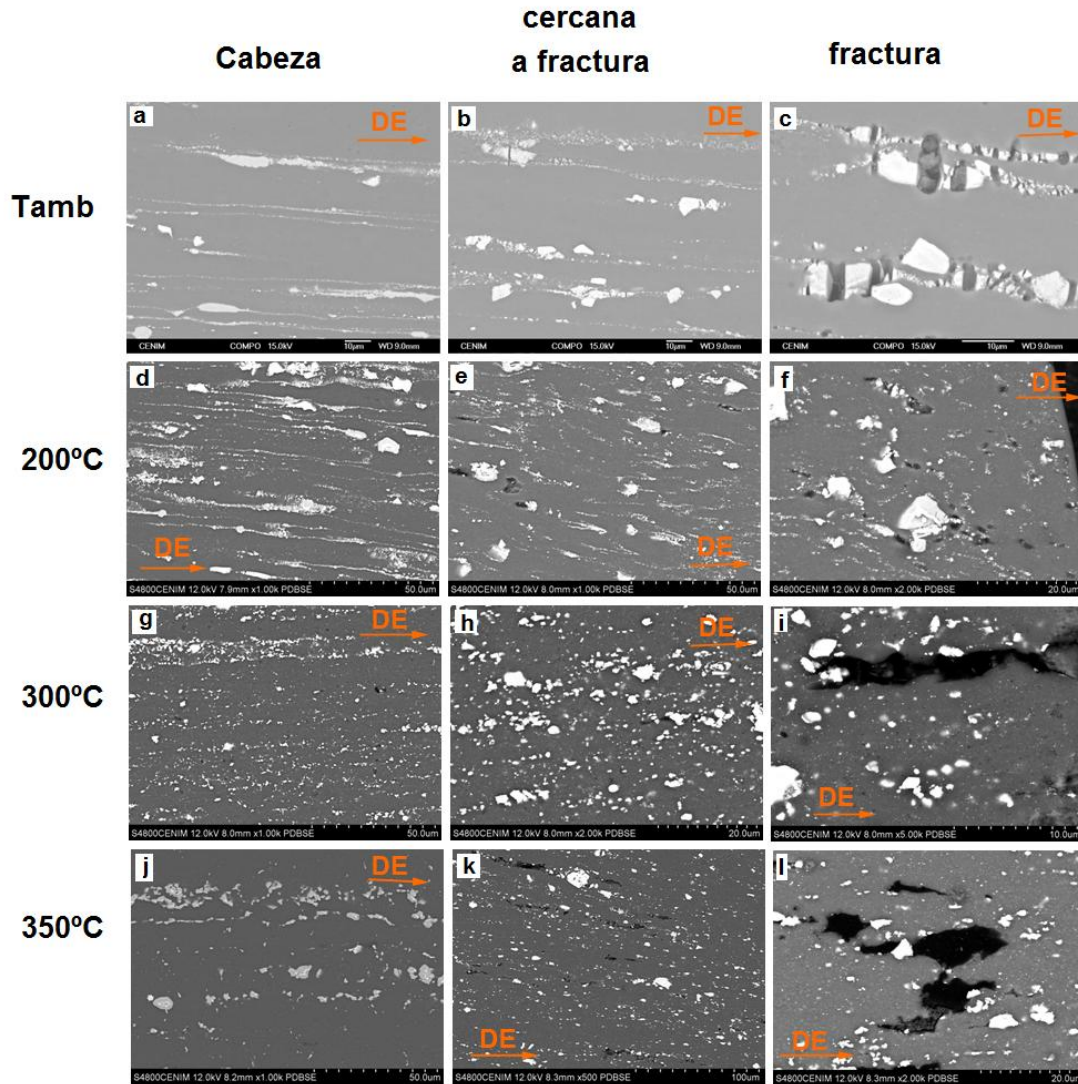 cercana
Cabeza a fractura fractura
Tamb
a DE b DE c DE
CENIM COMPO 15.0kV 10µm WD 9.0mm CENIM COMPO 15.0kV 10µm WD 9.0mm CENIM COMPO 15.0kV 10µm WD 9.0mm
200ºC
d e f DE
DE DE
S4800CENIM 12.0kV 7.9mm x1.00k PDBSE 50.0um S4800CENIM 12.0kV 8.0mm x1.00k PDBSE 50.0um S4800CENIM 12.0kV 8.0mm x2.00k PDBSE 20.0um
300ºC
g DE h DE i
DE
S4800CENIM 12.0kV 8.0mm x1.00k PDBSE 50.0um S4800CENIM 12.0kV 8.0mm x2.00k PDBSE 20.0um S4800CENIM 12.0kV 8.0mm x5.00k PDBSE 10.0um
350ºC
j DE k l
DE DE
S4800CENIM 12.0kV 8.2mm x1.00k PDBSE 50.0um S4800CENIM 12.0kV 8.3mm x500 PDBSE 100um S4800CENIM 12.0kV 8.3mm x2.00k PDBSE 20.0um